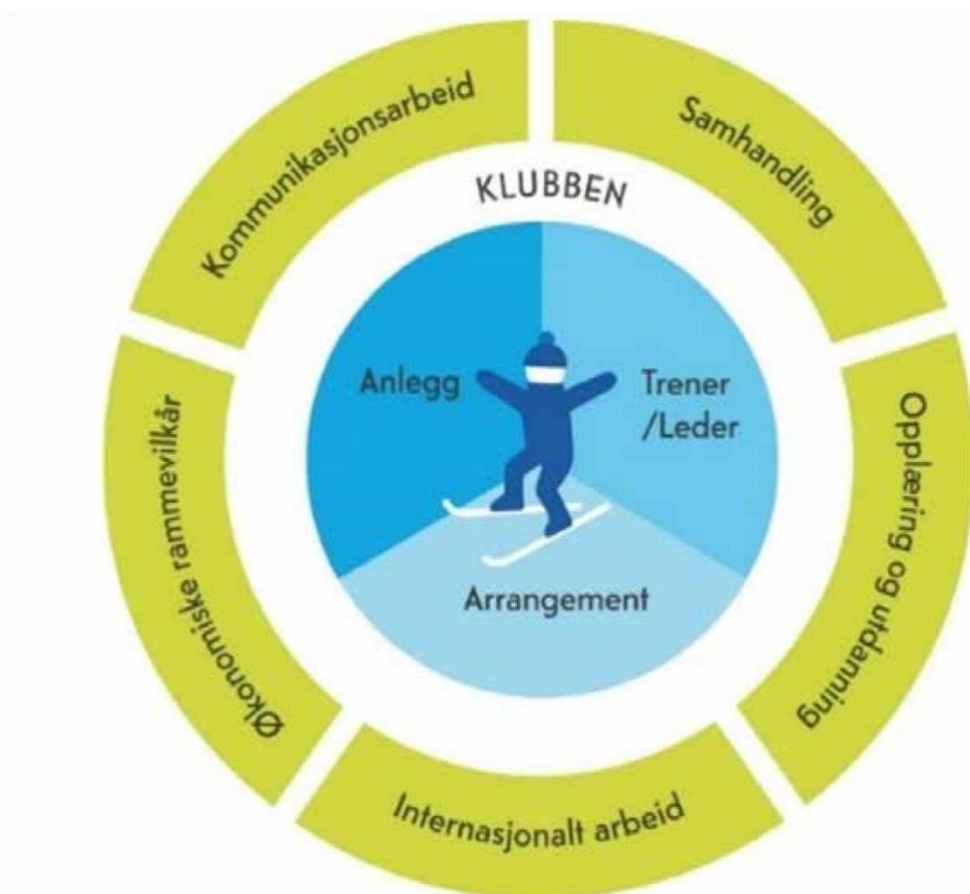 Kommunikasjonsarbeid
Samhandling
KLUBBEN
Anlegg
Trener
/Leder
Arrangement
Opplæring og utdanning
Internasjonalt arbeid
Økonomiske rammevilkår